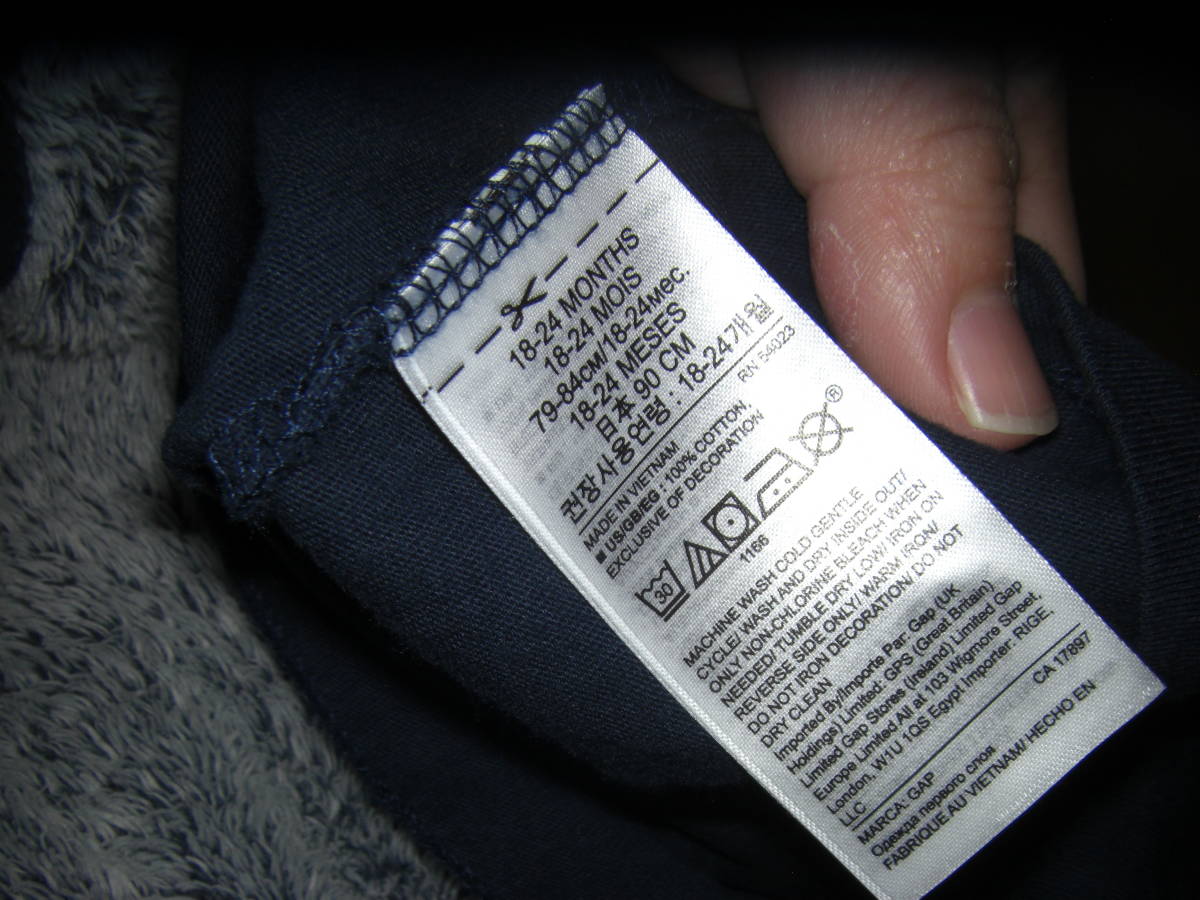 18-24 MONTHS
18-24 MOIS
79-84см/18-24мес.
18-24 MESES
日本 90 CM
권장사용연령 : 18-24개월
RN 54023
MADE IN VIETNAM
■ US/GB/EG : 100% COTTON,
EXCLUSIVE OF DECORATION
30
1166
®
MACHINE WASH COLD GENTLE
CYCLE/ WASH AND DRY INSIDE OUT/
ONLY NON-CHLORINE BLEACH WHEN
NEEDED/ TUMBLE DRY LOW/ IRON ON
REVERSE SIDE ONLY/ WARM IRON/
DO NOT IRON DECORATION/ DO NOT
DRY CLEAN
Imported By/Importe Par: Gap (UK
Holdings) Limited. GPS (Great Britain)
Limited Gap Stores (Ireland) Limited Gap
Europe Limited All at 103 Wigmore Street,
London, W1U 1QS Egypt Importer: RIGE,
LLC
CA 17897
MARCA: GAP
Одежда первого слоя
FABRIQUE AU VIETNAM/ HECHO EN